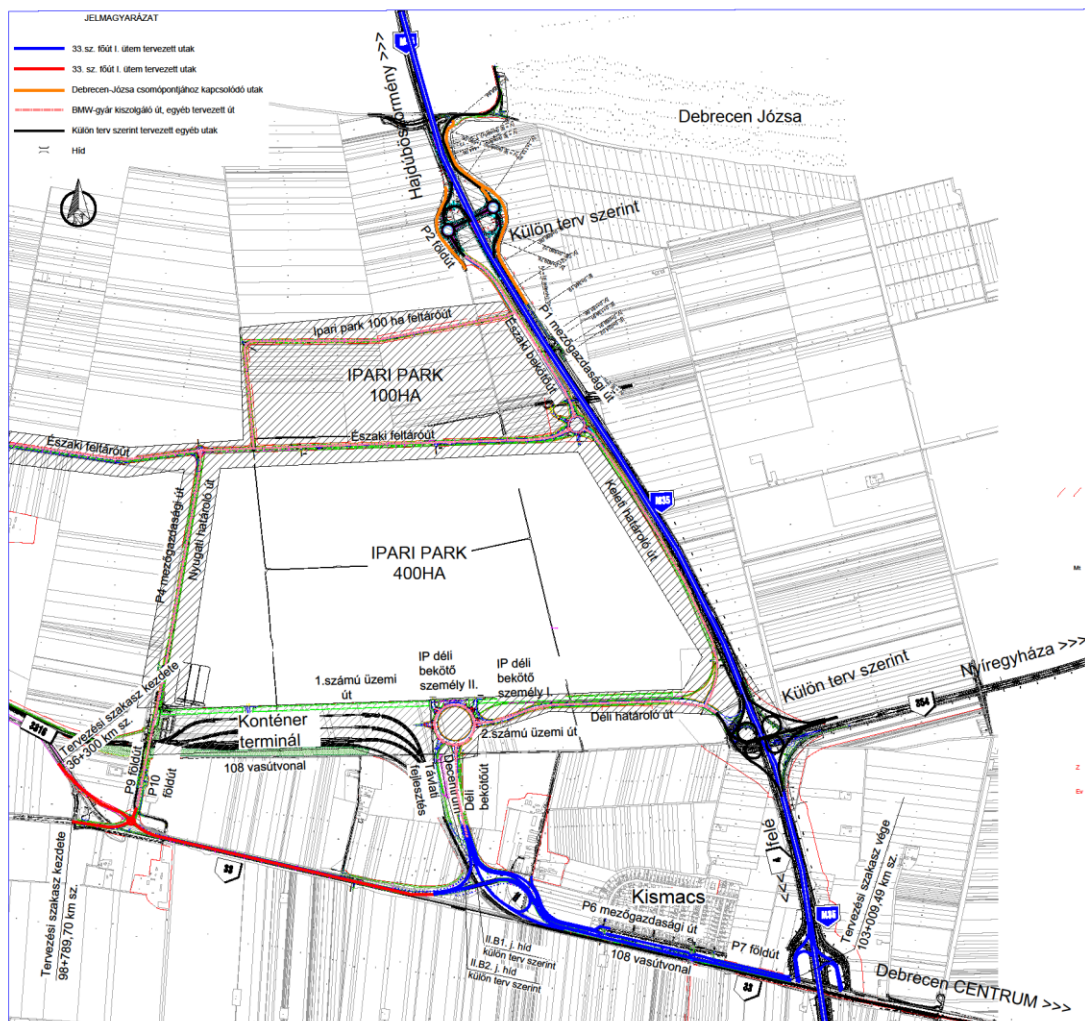 JELMAGYARÁZAT
33.sz. főút I. ütem tervezett utak
33. sz. főút I. ütem tervezett utak
Debrecen-Józsa csomópontjához kapcsolódó utak
BMW-gyár kiszolgáló út, egyéb tervezett út
Külön terv szerint tervezett egyéb utak
Híd
Hajdúböszörmény >>>
Debrecen Józsa
Külön terv szerint
P2 földút
P1 mezőgazdasági út
Északi bekötőút
Ipari park 100 ha feltáróút
IPARI PARK
100HA
Északi feltáróút
Északi feltáróút
M35
Keleti határoló út
P4 mezőgazdasági út
Nyugati határoló út
IPARI PARK
400HA
Mt
Nyíregyháza >>>
Külön terv szerint
354
IP déli
bekötő
személy II.
IP déli
bekötő
személy I.
1.számú üzemi
út
Déli határoló út
2.számú üzemi út
Tervezési szakasz kezdete
36+300 km sz.
3316
Konténer
terminál
108 vasútvonal
P9 földút
P10
földút
Távlati
fejlesztés
Decentrum
Déli
bekötőút
Z
Ev
felé
<<< 4
Tervezési szakasz vége
103+009,49 km sz.
M35
Tervezési szakasz kezdete
98+789,70 km sz.
33
Kismacs
P6 mezőgazdasági út
P7 földút
108 vasútvonal
II.B1. j. híd
külön terv szerint
II.B2. j. híd
külön terv szerint
33
Debrecen CENTRUM >>>